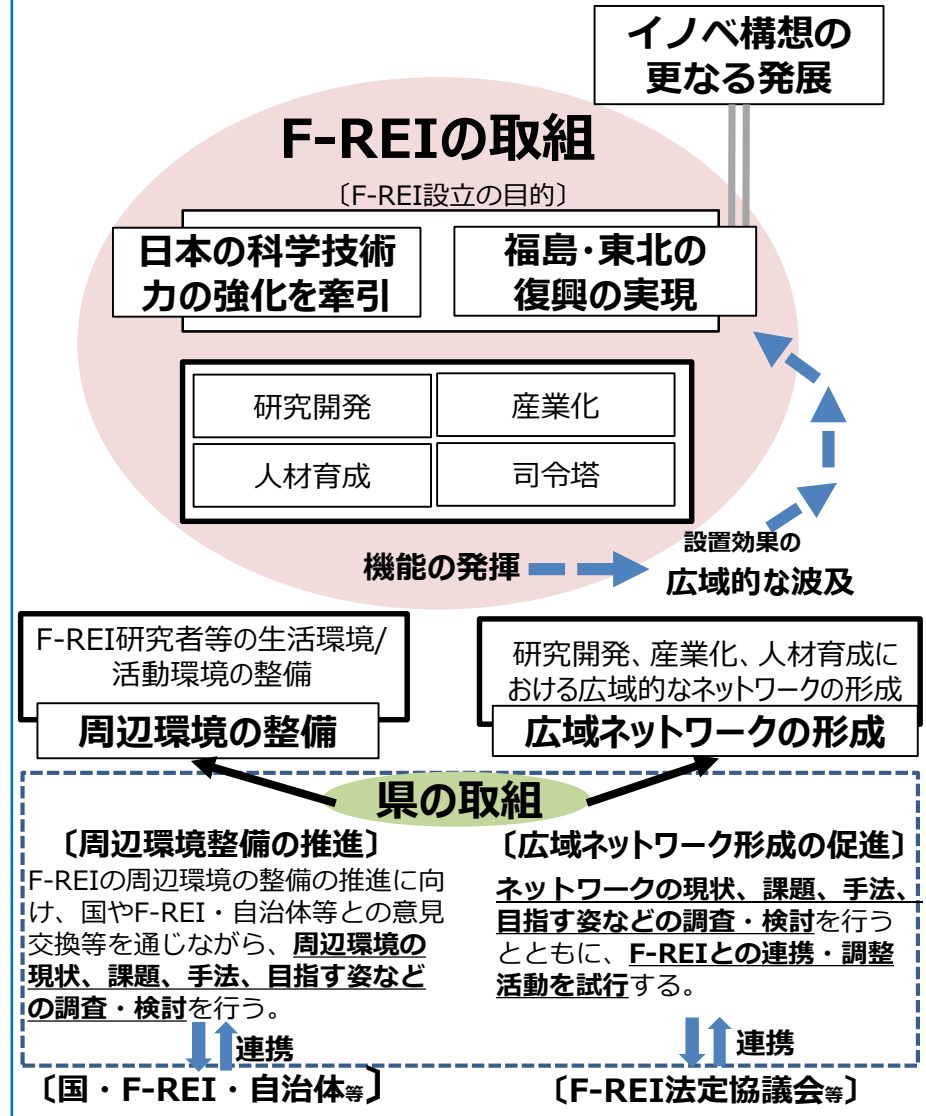 イノベ構想の
更なる発展
F-REIの取組
〔F-REI設立の目的〕
日本の科学技術
力の強化を牽引
福島・東北の
復興の実現
研究開発
産業化
人材育成
司令塔
機能の発揮
設置効果の
広域的な波及
F-REI研究者等の生活環境/
活動環境の整備
周辺環境の整備
研究開発、産業化、人材育成に
おける広域的なネットワークの形成
広域ネットワークの形成
県の取組
〔周辺環境整備の推進〕
F-REIの周辺環境の整備の推進に向
け、国やF-REI・自治体等との意見
交換等を通じながら、周辺環境の
現状、課題、手法、目指す姿など
の調査・検討を行う。
連携
〔国・F-REI・自治体等〕
〔広域ネットワーク形成の促進〕
ネットワークの現状、課題、手法、
目指す姿などの調査・検討を行う
とともに、F-REIとの連携・調整
活動を試行する。
連携
〔F-REI法定協議会等〕